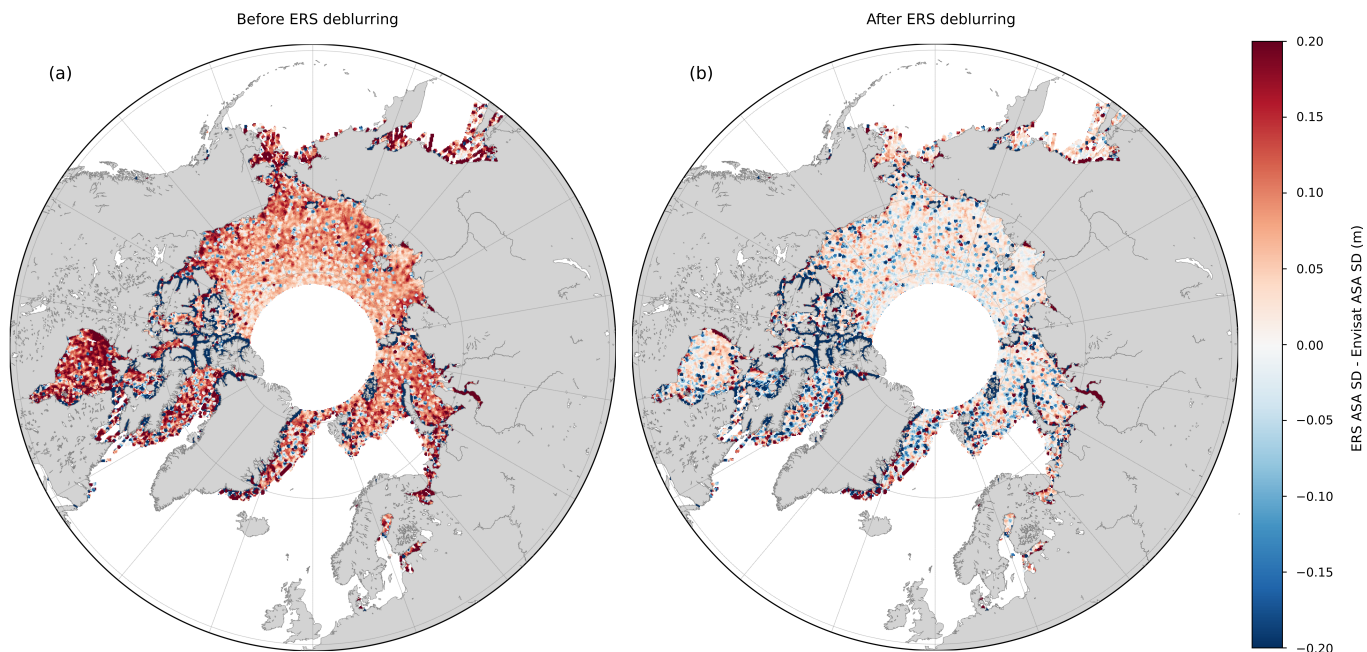 Before ERS deblurring
After ERS deblurring
(a)
(b)
0.20
0.15
0.10
0.05
0.00
−0.05
−0.10
−0.15
−0.20
ERS ASA SD - Envisat ASA SD (m)